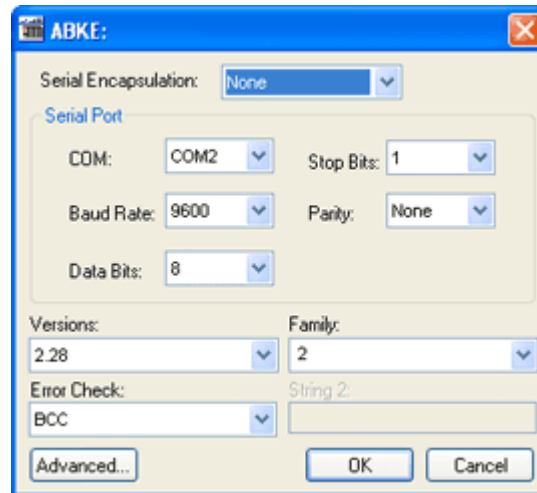 ABKE:
Serial Encapsulation: None
Serial Port
COM: COM2 Stop Bits: 1
Baud Rate: 9600 Parity: None
Data Bits: 8
Versions: Family:
2.28 2
Error Check: String 2:
BCC
Advanced... OK Cancel